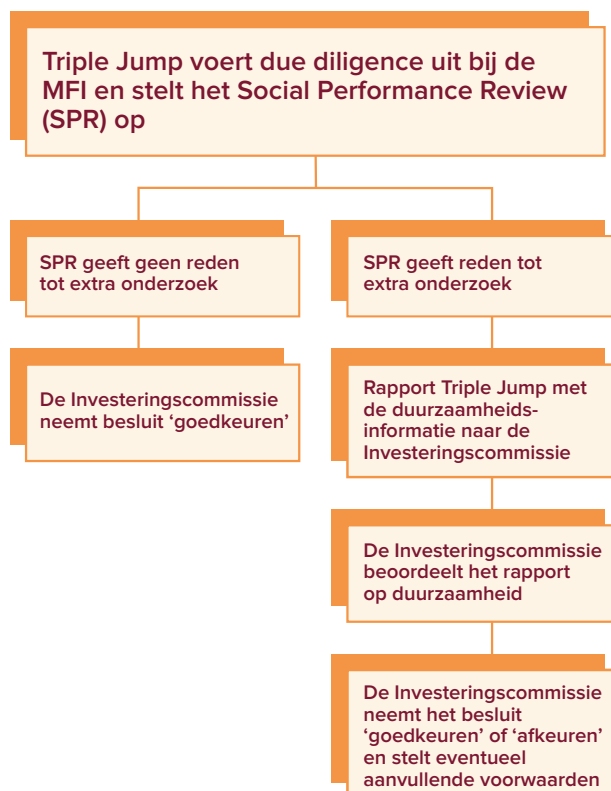 Triple Jump voert due diligence uit bij de
MFI en stelt het Social Performance Review
(SPR) op
SPR geeft geen reden
tot extra onderzoek
De Investeringscommissie
neemt besluit ‘goedkeuren’
SPR geeft reden tot
extra onderzoek
Rapport Triple Jump met
de duurzaamheids-
informatie naar de
Investeringscommissie
De Investeringscommissie
beoordeelt het rapport
op duurzaamheid
De Investeringscommissie
neemt het besluit
‘goedkeuren’ of ‘afkeuren’
en stelt eventueel
aanvullende voorwaarden